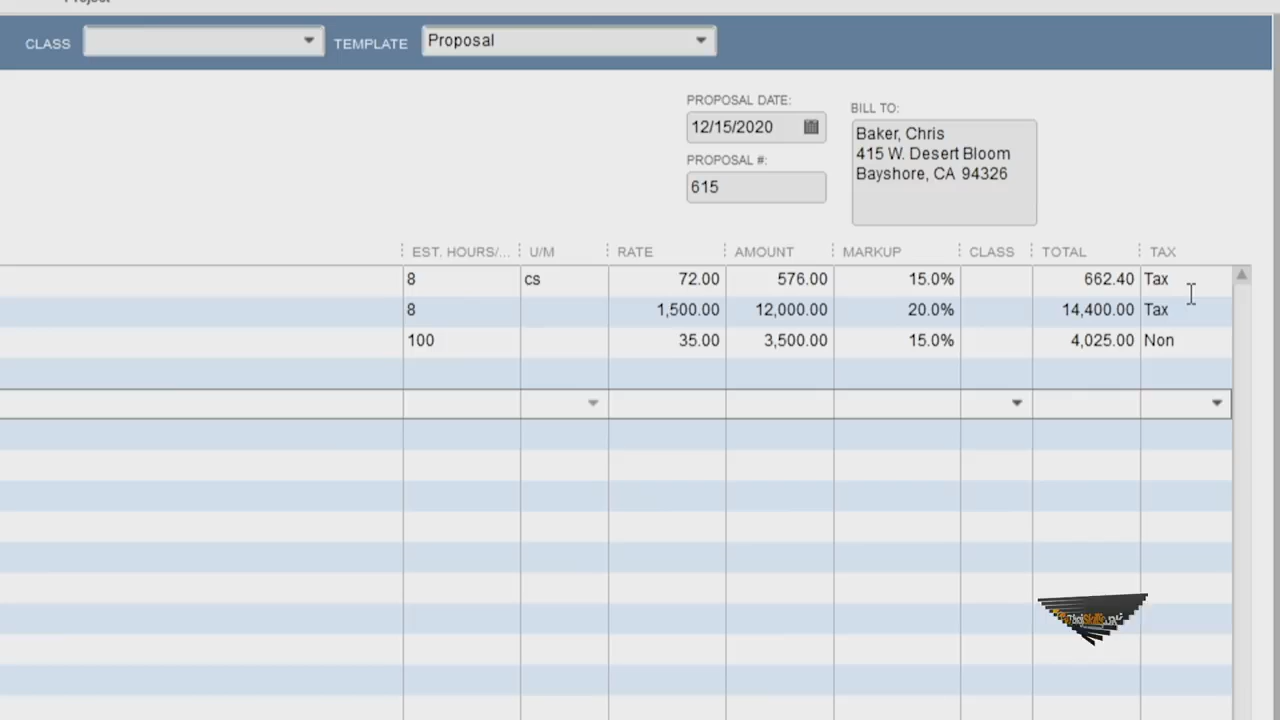 CLASS TEMPLATE Proposal
PROPOSAL DATE:
12/15/2020
PROPOSAL #:
615
BILL TO:
Baker, Chris
415 W. Desert Bloom
Bayshore, CA 94326
EST. HOURS/... U/M RATE AMOUNT MARKUP CLASS TOTAL TAX
8 cs 72.00 576.00 15.0% 662.40 Tax
8 1,500.00 12,000.00 20.0% 14,400.00 Tax
100 35.00 3,500.00 15.0% 4,025.00 Non